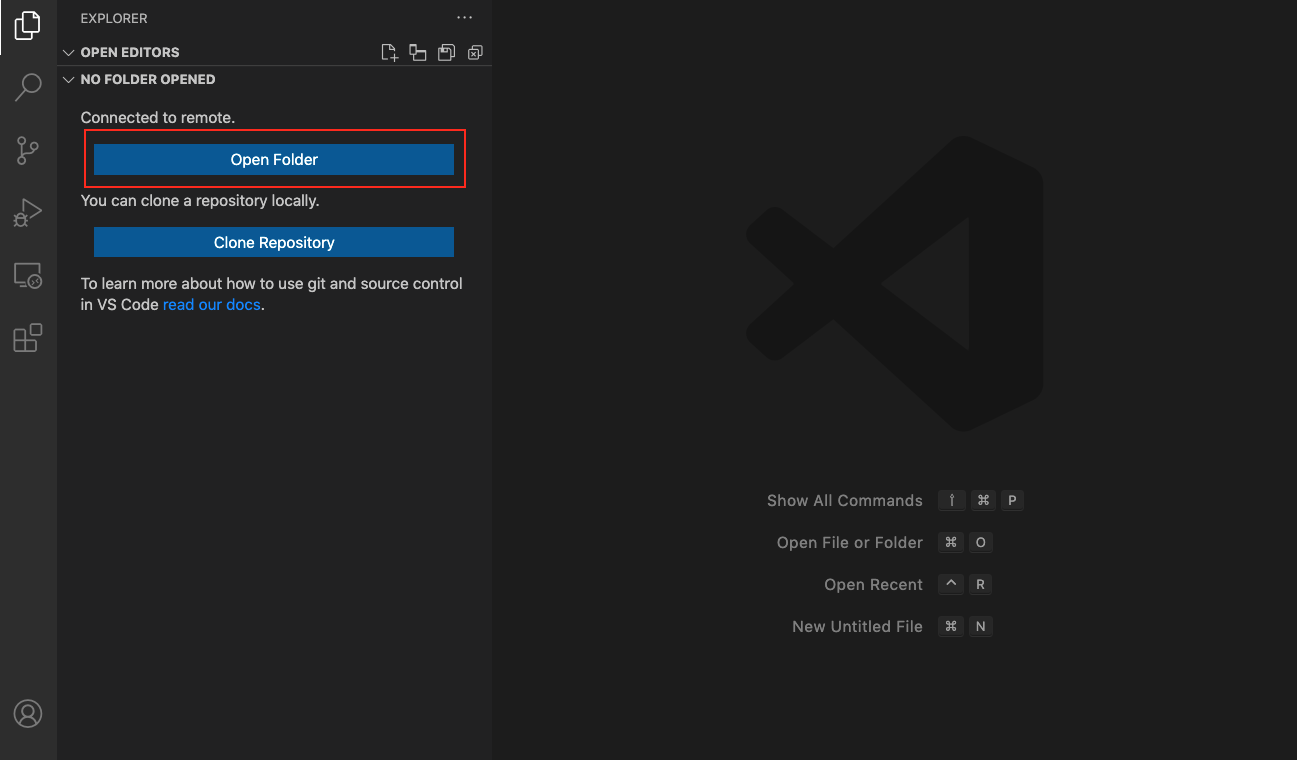 EXPLORER
OPEN EDITORS
NO FOLDER OPENED
Connected to remote.
Open Folder
You can clone a repository locally.
Clone Repository
To learn more about how to use git and source control
in VS Code read our docs.
Show All Commands ⇧ ⌘ P
Open File or Folder ⌘ O
Open Recent ^ R
New Untitled File ⌘ N